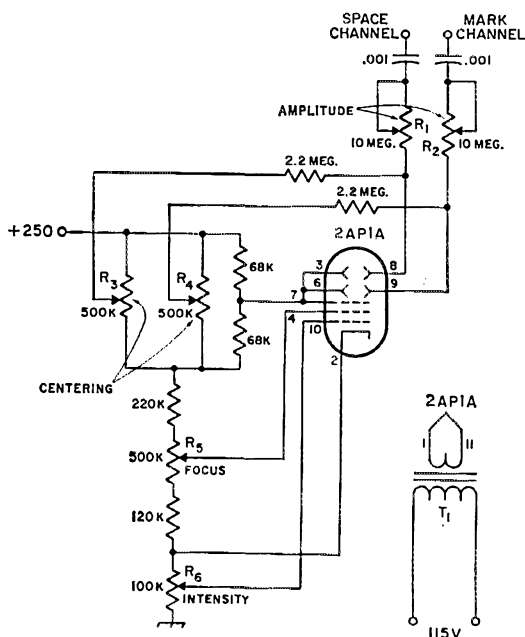 SPACE CHANNEL
MARK CHANNEL
.001
.001
AMPLITUDE
R1
10 MEG.
R2
10 MEG.
2.2 MEG.
2.2 MEG.
+250
2AP1A
R3
500K
R4
500K
68K
68K
3
6
7
4
10
2
8
9
CENTERING
220K
500K
R5
FOCUS
120K
100K
R6
INTENSITY
2AP1A
1
11
T1
115V